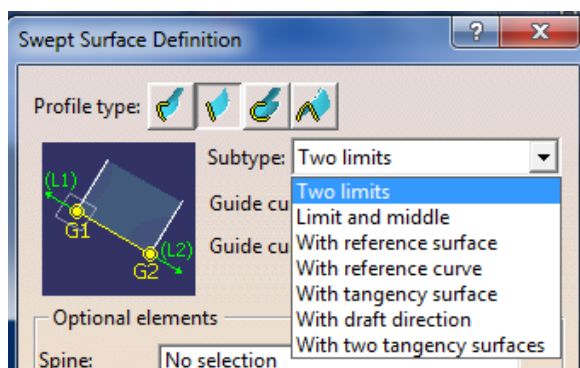 Swept Surface Definition
Profile type:
Subtype: Two limits
(L1)
G1
(L2)
G2
Guide cu
Guide cu
Two limits
Limit and middle
With reference surface
With reference curve
With tangency surface
With draft direction
With two tangency surfaces
Optional elements
Spine: No selection